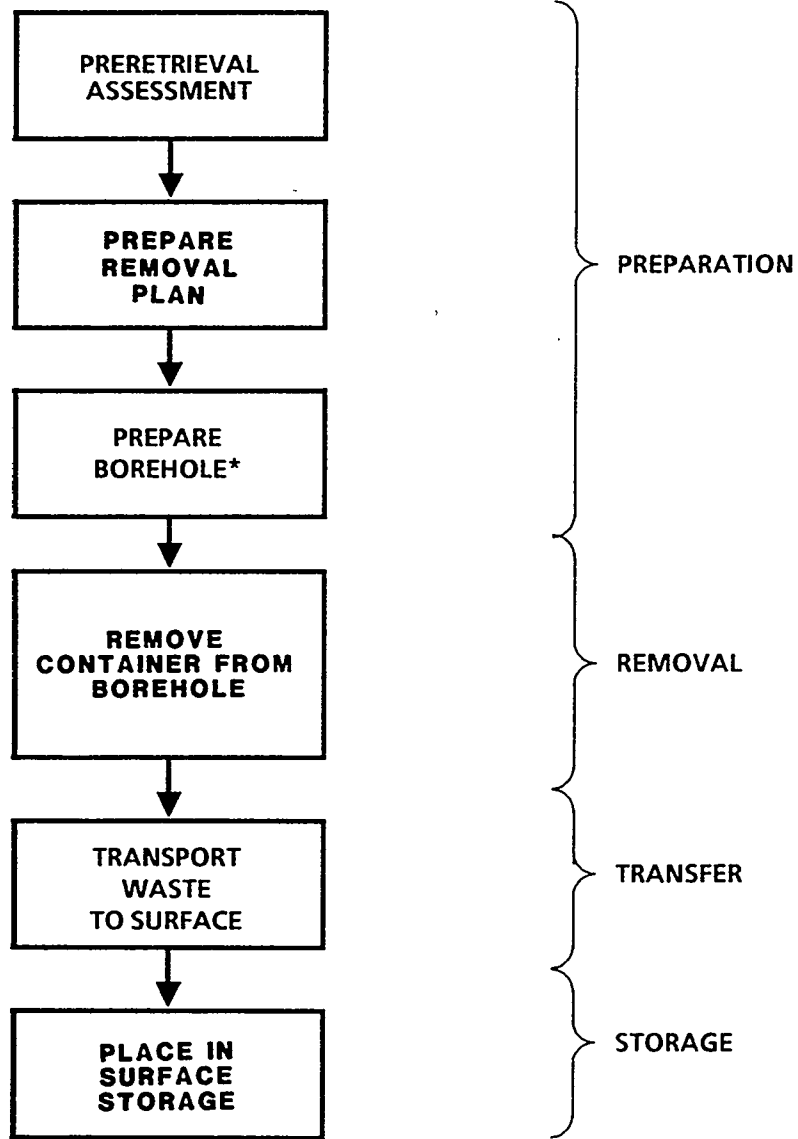 PRERETRIEVAL
ASSESSMENT
PREPARE
REMOVAL
PLAN
PREPARE
BOREHOLE*
PREPARATION
REMOVE
CONTAINER FROM
BOREHOLE
REMOVAL
TRANSPORT
WASTE
TO SURFACE
TRANSFER
PLACE IN
SURFACE
STORAGE
STORAGE